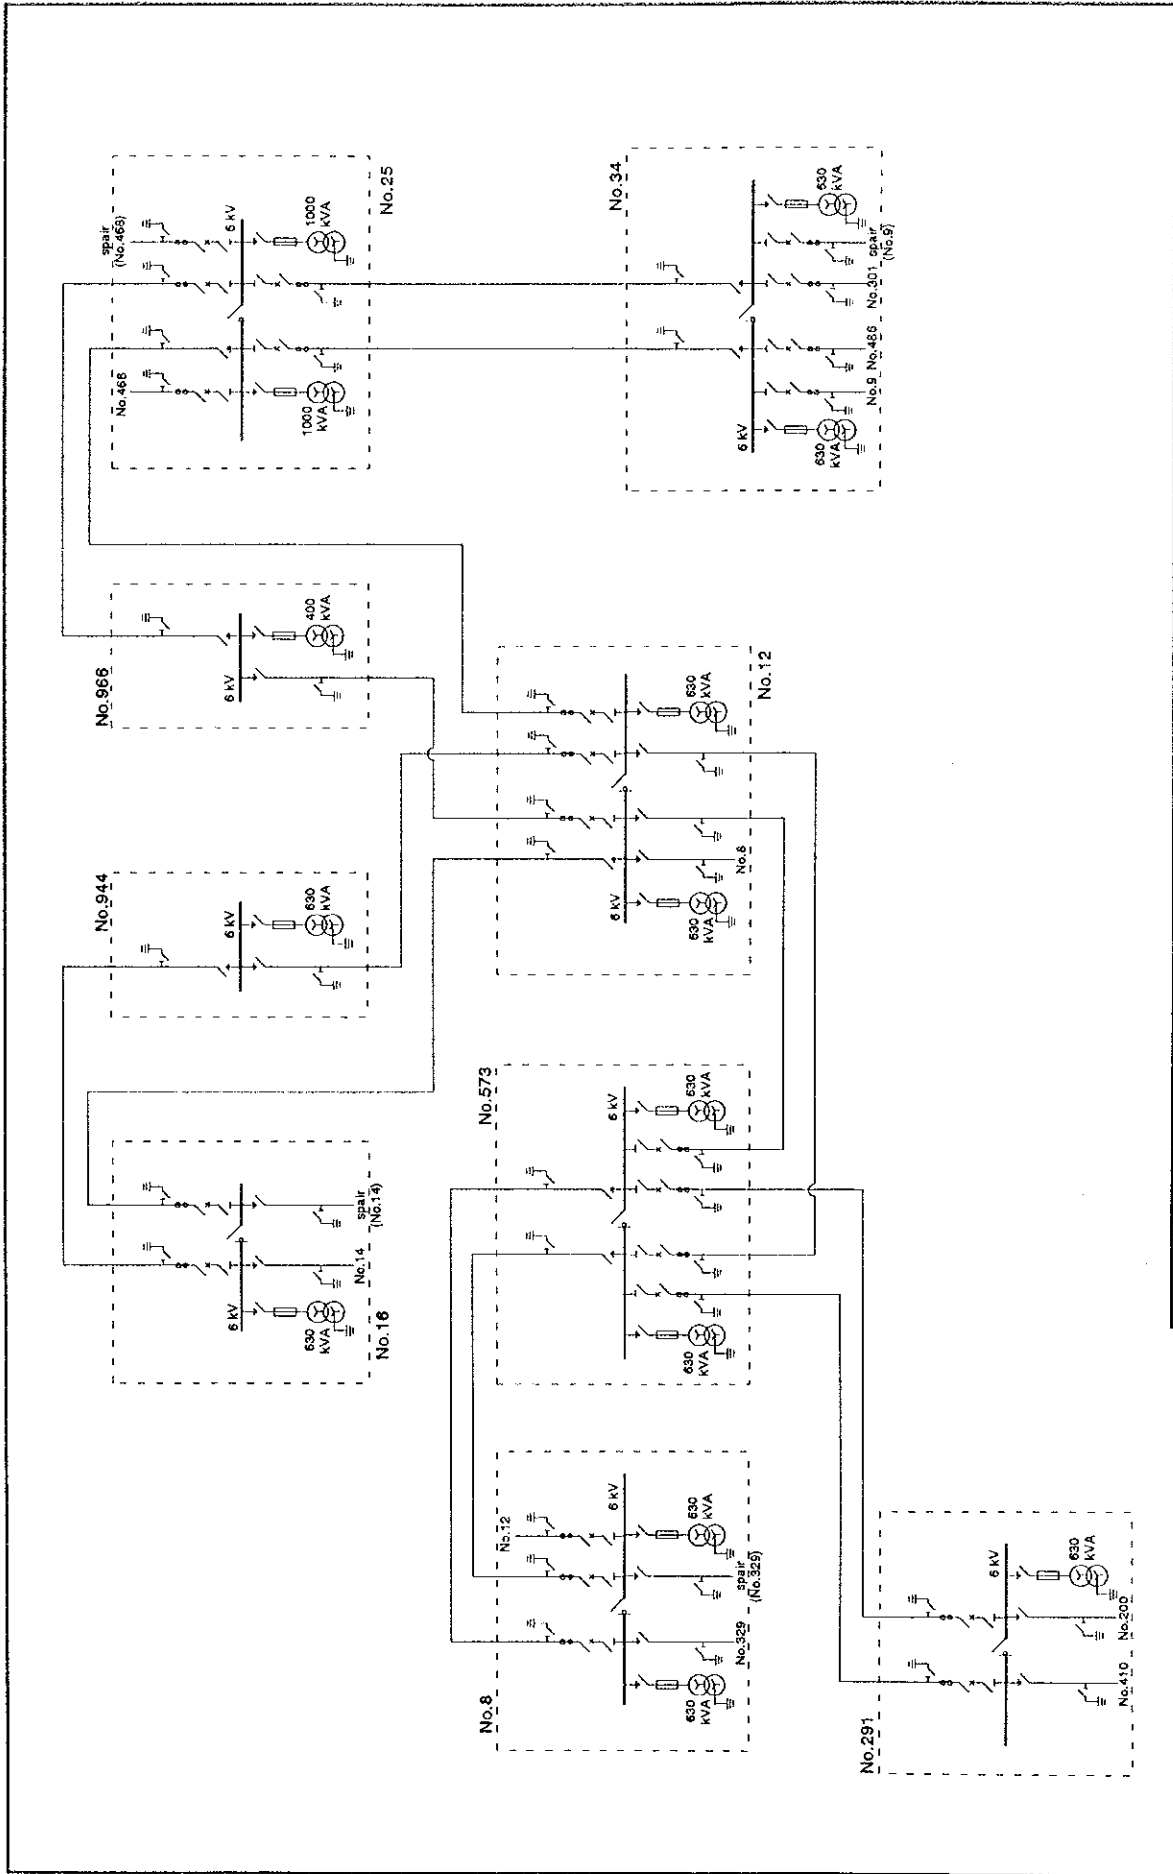 No.25
spair
(No.468)
No.468
6 kV
1000
kVA
1000
kVA
No.34
6 kV
630
kVA
630
kVA
spair
(No.9)
No.301
No.486
No.9
No.966
6 kV
400
kVA
No.12
6 kV
630
kVA
630
kVA
No.8
No.944
6 kV
630
kVA
No.16
6 kV
630
kVA
spair
(No.14)
No.14
No.573
6 kV
630
kVA
630
kVA
No.8
No.12
6 kV
630
kVA
630
kVA
spair
(No.329)
No.329
No.291
6 kV
630
kVA
No.200
No.410